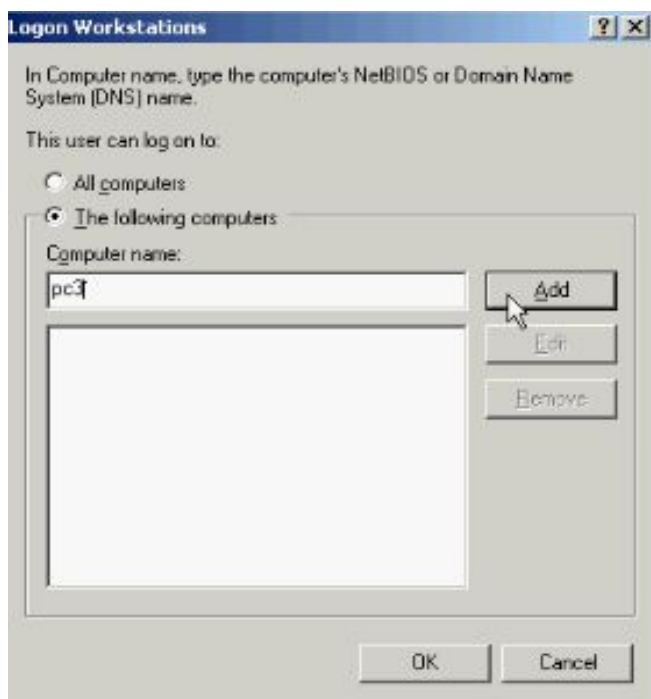 Logon Workstations
In Computer name, type the computer's NetBIOS or Domain Name
System (DNS) name.
This user can log on to:
All computers
The following computers
Computer name:
pc3
Add
Edit
Remove
OK
Cancel